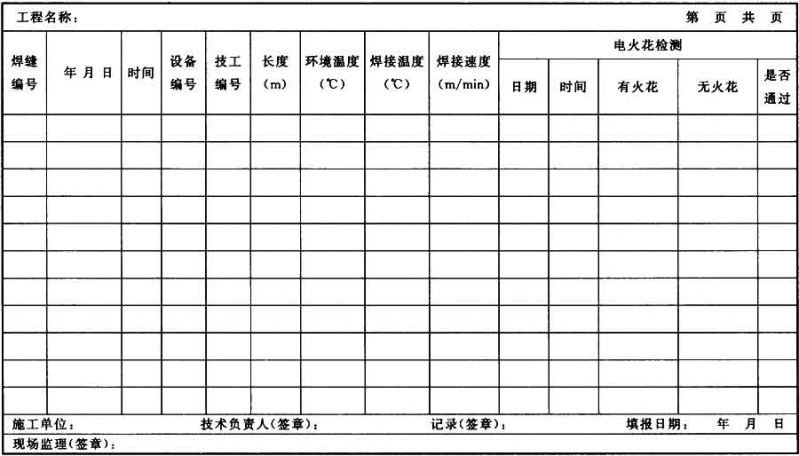 工程名称： 第 页 共 页
焊缝编号 年 月 日 时间 设备编号 技工编号 长度(m) 环境温度(℃) 焊接温度(℃) 焊接速度(m/min) 电火花检测
日期 时间 有火花 无火花 是否通过
施工单位： 技术负责人(签章)： 记录(签章)： 填报日期： 年 月 日
现场监理(签章)：